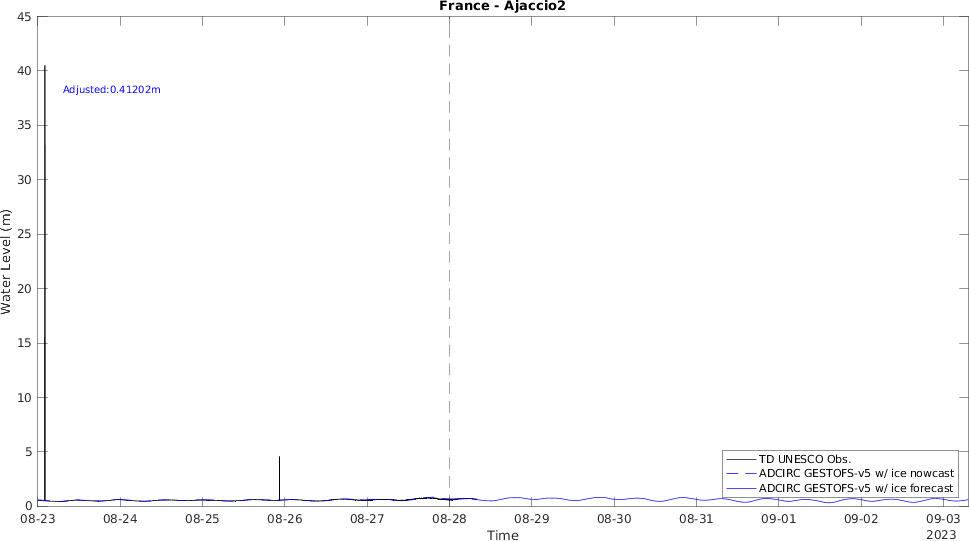 France - Ajaccio2
45
40
35
30
25
20
15
10
5
0
Water Level (m)
Adjusted:0.41202m
TD UNESCO Obs.
ADCIRC GESTOFS-v5 w/ ice nowcast
ADCIRC GESTOFS-v5 w/ ice forecast
08-23 08-24 08-25 08-26 08-27 08-28 08-29 08-30 08-31 09-01 09-02 09-03
2023
Time